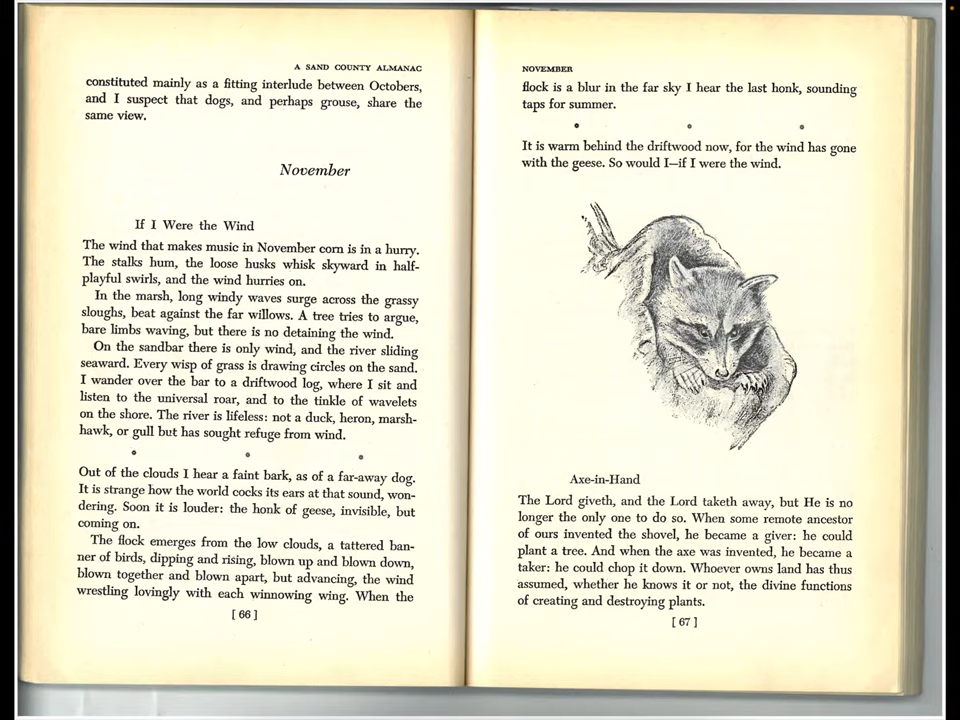 A SAND COUNTY ALMANAC
constituted mainly as a fitting interlude between Octobers,
and I suspect that dogs, and perhaps grouse, share the
same view.
November
If I Were the Wind
The wind that makes music in November corn is in a hurry.
The stalks hum, the loose husks whisk skyward in half-
playful swirls, and the wind hurries on.
In the marsh, long windy waves surge across the grassy
sloughs, beat against the far willows. A tree tries to argue,
bare limbs waving, but there is no detaining the wind.
On the sandbar there is only wind, and the river sliding
seaward. Every wisp of grass is drawing circles on the sand.
I wander over the bar to a driftwood log, where I sit and
listen to the universal roar, and to the tinkle of wavelets
on the shore. The river is lifeless: not a duck, heron, marsh-
hawk, or gull but has sought refuge from wind.
Out of the clouds I hear a faint bark, as of a far-away dog.
It is strange how the world cocks its ears at that sound, won-
dering. Soon it is louder: the honk of geese, invisible, but
coming on.
The flock emerges from the low clouds, a tattered ban-
ner of birds, dipping and rising, blown up and blown down,
blown together and blown apart, but advancing, the wind
wrestling lovingly with each winnowing wing. When the
[ 66 ]
NOVEMBER
flock is a blur in the far sky I hear the last honk, sounding
taps for summer.
It is warm behind the driftwood now, for the wind has gone
with the geese. So would I—if I were the wind.
Axe-in-Hand
The Lord giveth, and the Lord taketh away, but He is no
longer the only one to do so. When some remote ancestor
of ours invented the shovel, he became a giver: he could
plant a tree. And when the axe was invented, he became a
taker: he could chop it down. Whoever owns land has thus
assumed, whether he knows it or not, the divine functions
of creating and destroying plants.
[ 67 ]